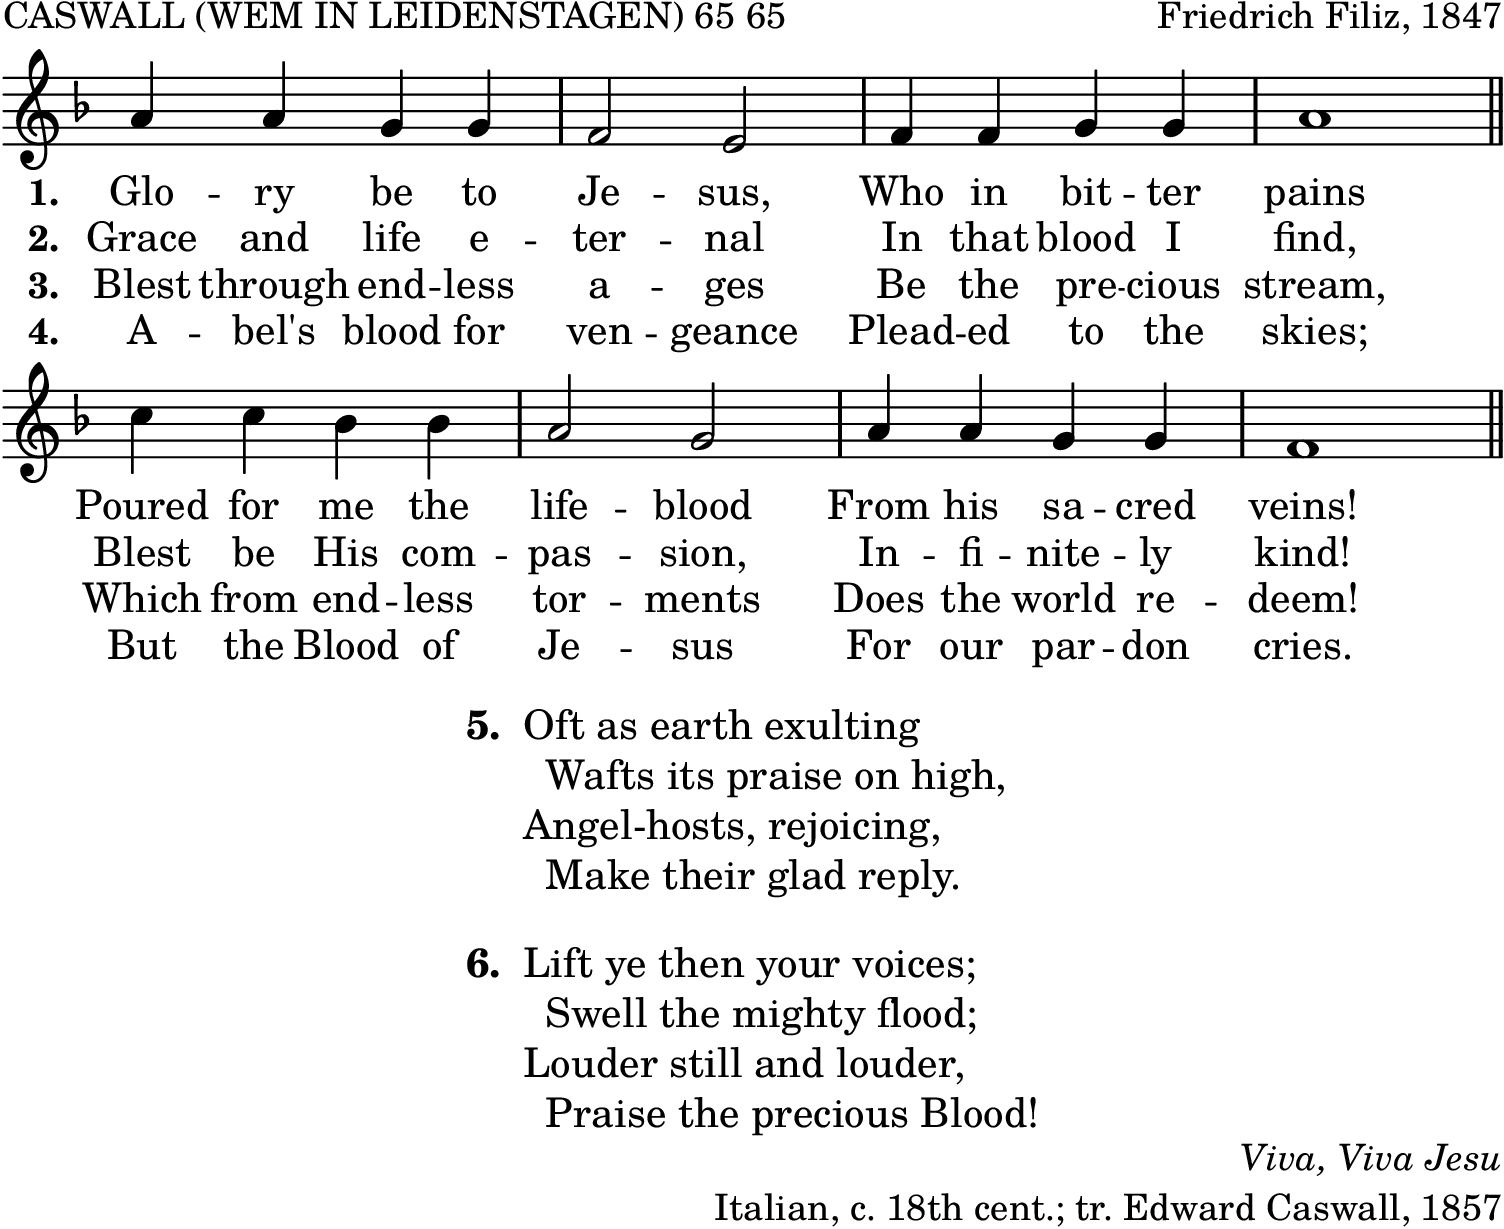 CASWALL (WEM IN LEIDENSTAGEN) 65 65 Friedrich Filiz, 1847
1. Glo - ry be to Je - sus, Who in bit - ter pains
2. Grace and life e - ter - nal In that blood I find,
3. Blest through end - less a - ges Be the pre - cious stream,
4. A - bel's blood for ven - geance Plead - ed to the skies;
Poured for me the life - blood From his sa - cred veins!
Blest be His com - pas - sion, In - fi - nite - ly kind!
Which from end - less tor - ments Does the world re - deem!
But the Blood of Je - sus For our par - don cries.
5. Oft as earth exulting
Wafts its praise on high,
Angel-hosts, rejoicing,
Make their glad reply.
6. Lift ye then your voices;
Swell the mighty flood;
Louder still and louder,
Praise the precious Blood!
Viva, Viva Jesu
Italian, c. 18th cent.; tr. Edward Caswall, 1857